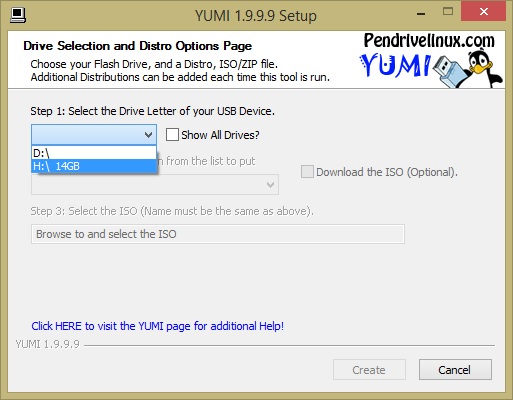 YUMI 1.9.9.9 Setup
Drive Selection and Distro Options Page
Choose your Flash Drive, and a Distro, ISO/ZIP file.
Additional Distributions can be added each time this tool is run.
Pendrivelinux.com
YUMI
Step 1: Select the Drive Letter of your USB Device.
Show All Drives?
D:\
H:\ 14GB
from the list to put
Download the ISO (Optional).
Step 3: Select the ISO (Name must be the same as above).
Browse to and select the ISO
Click HERE to visit the YUMI page for additional Help!
YUMI 1.9.9.9
Create
Cancel